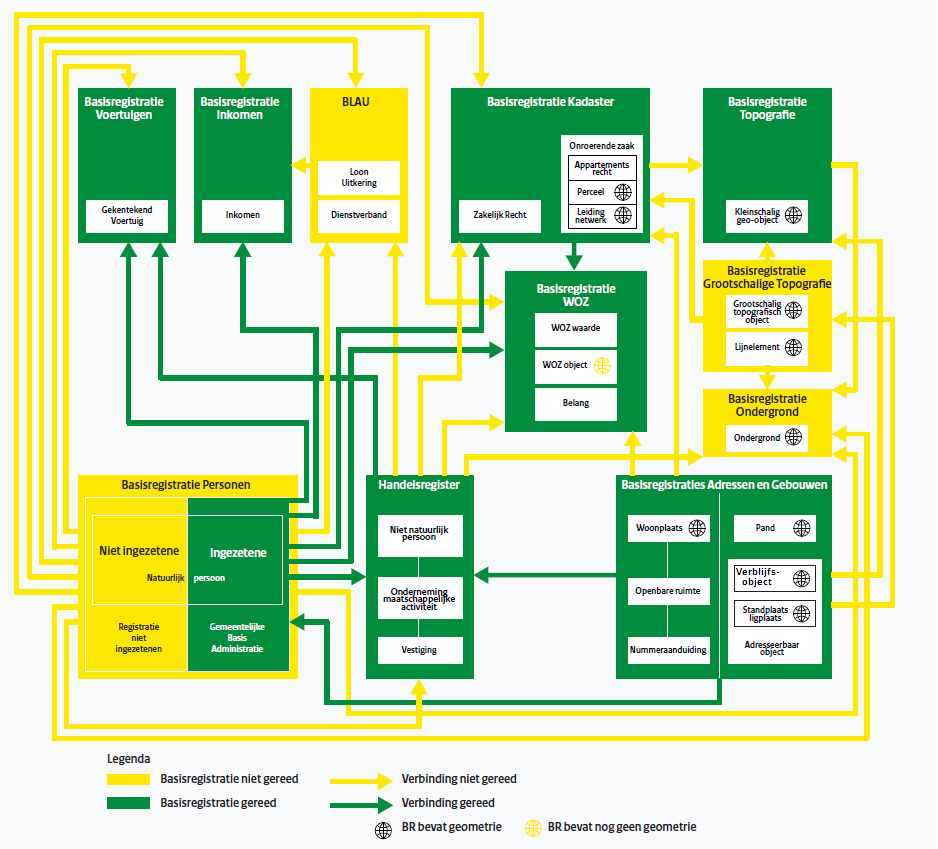 Basisregistratie
Voertuigen
Gekentekend
Voertuig
Basisregistratie
Inkomen
Inkomen
BLAU
Loon
Uitkering
Dienstverband
Basisregistratie Kadaster
Zakelijk Recht
Onroerende zaak
Appartements
recht
Perceel
Leiding
netwerk
Basisregistratie
Topografie
Kleinschalig
geo-object
Basisregistratie
Grootschalige Topografie
Grootschalig
topografisch
object
Lijnelement
Basisregistratie
WOZ
WOZ waarde
WOZ object
Belang
Basisregistratie
Ondergrond
Ondergrond
Basisregistratie Personen
Niet ingezetene
Ingezetene
Natuurlijk persoon
Registratie
niet
ingezetenen
Gemeentelijke
Basis
Administratie
Handelsregister
Niet natuurlijk
persoon
Onderneming
maatschappelijke
activiteit
Vestiging
Basisregistraties Adressen en Gebouwen
Woonplaats
Openbare ruimte
Nummeraanduiding
Pand
Verblijfs-
object
Standplaats
ligplaats
Adresseerbaar
object
Legenda
Basisregistratie niet gereed
Verbinding niet gereed
Basisregistratie gereed
Verbinding gereed
BR bevat geometrie
BR bevat nog geen geometrie